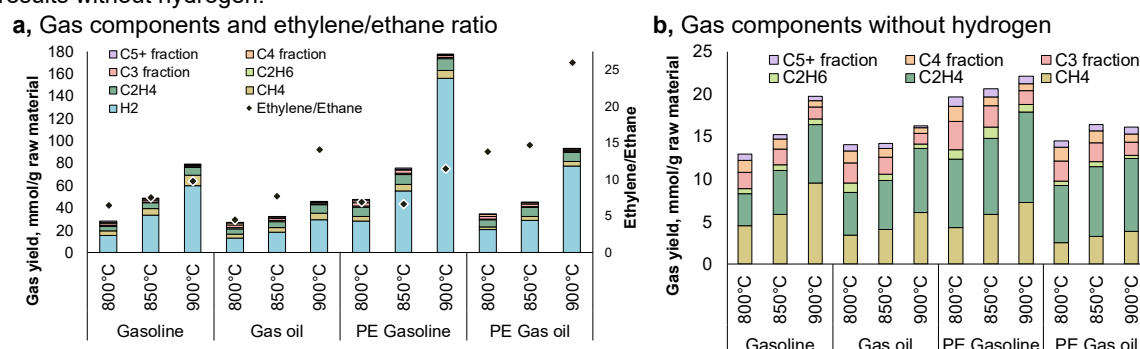 results without hydrogen.
a, Gas components and ethylene/ethane ratio
180
160
140
120
100
80
60
40
20
0
Gas yield, mmol/g raw material
C5+ fraction
C4 fraction
C3 fraction
C2H6
C2H4
CH4
H2
Ethylene/Ethane
25
20
15
10
5
0
Ethylene/Ethane
800°C
850°C
900°C
800°C
850°C
900°C
800°C
850°C
900°C
800°C
850°C
900°C
Gasoline
Gas oil
PE Gasoline
PE Gas oil
b, Gas components without hydrogen
25
20
15
10
5
0
Gas yield, mmol/g raw material
C5+ fraction
C4 fraction
C3 fraction
C2H6
C2H4
CH4
800°C
850°C
900°C
800°C
850°C
900°C
800°C
850°C
900°C
800°C
850°C
900°C
Gasoline
Gas oil
PE Gasoline
PE Gas oil